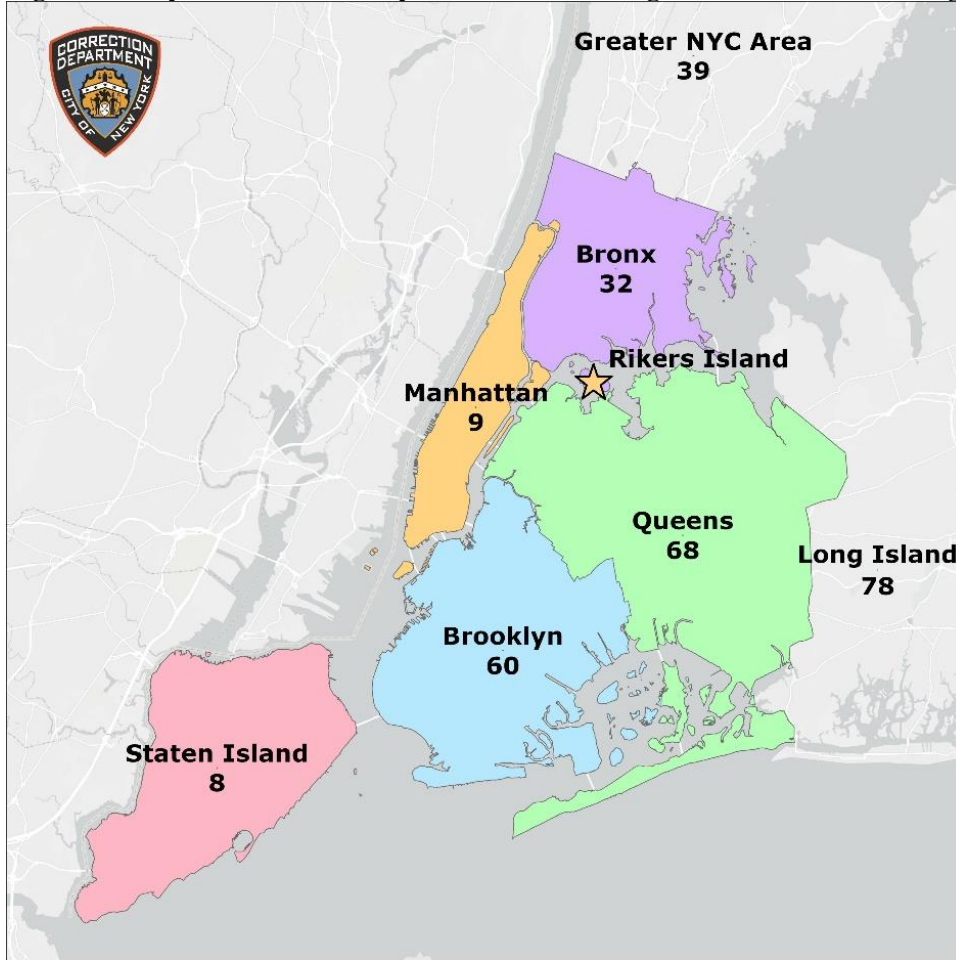 CORRECTION
DEPARTMENT
CITY OF NEW YORK
Greater NYC Area
39
Bronx
32
Rikers Island
Manhattan
9
Queens
68
Long Island
78
Brooklyn
60
Staten Island
8